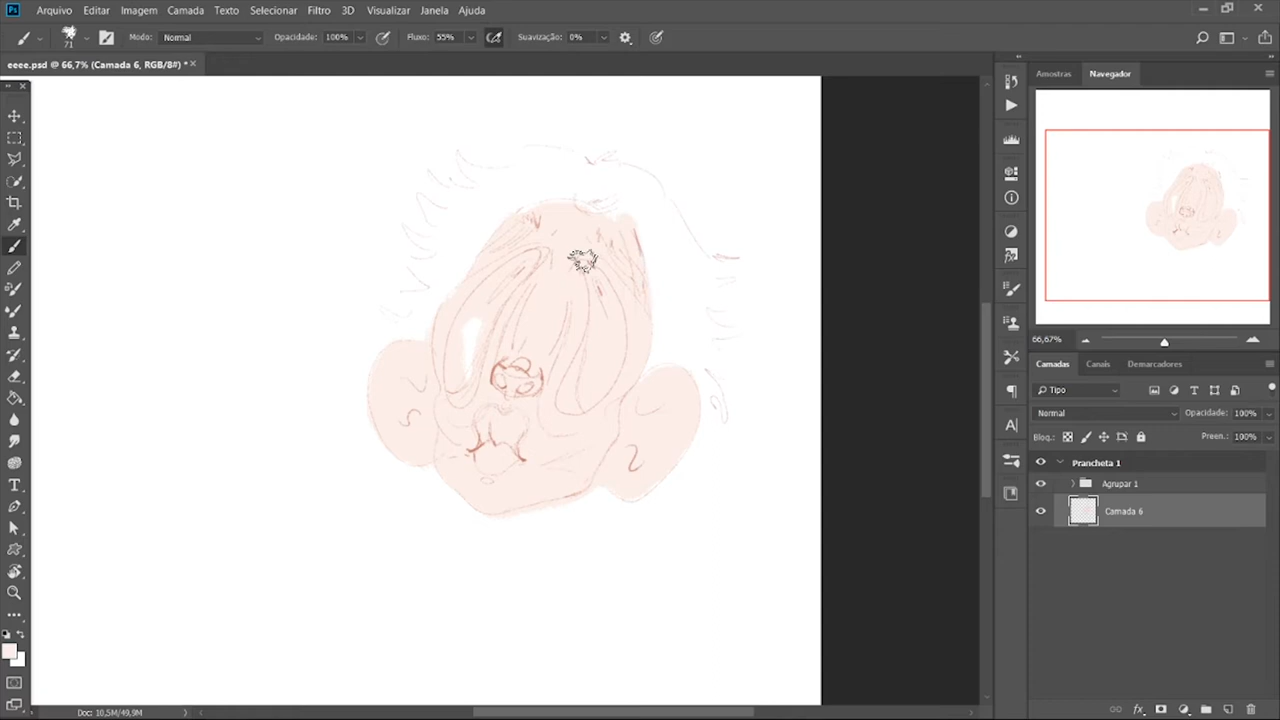 Ps Arquivo Editar Imagem Camada Texto Selecionar Filtro 3D Visualizar Janela Ajuda
71 Modo: Normal Opacidade: 100% Fluxo: 55% Suavização: 0%
eeee.psd @ 66,7% (Camada 6, RGB/8#) *
Amostras Navegador
66,67%
Camadas Canais Demarcadores
Tipo
Normal Opacidade: 100%
Bloq.: Preen.: 100%
Prancheta 1
Agrupar 1
Camada 6
Doc: 10,5M/49,9M